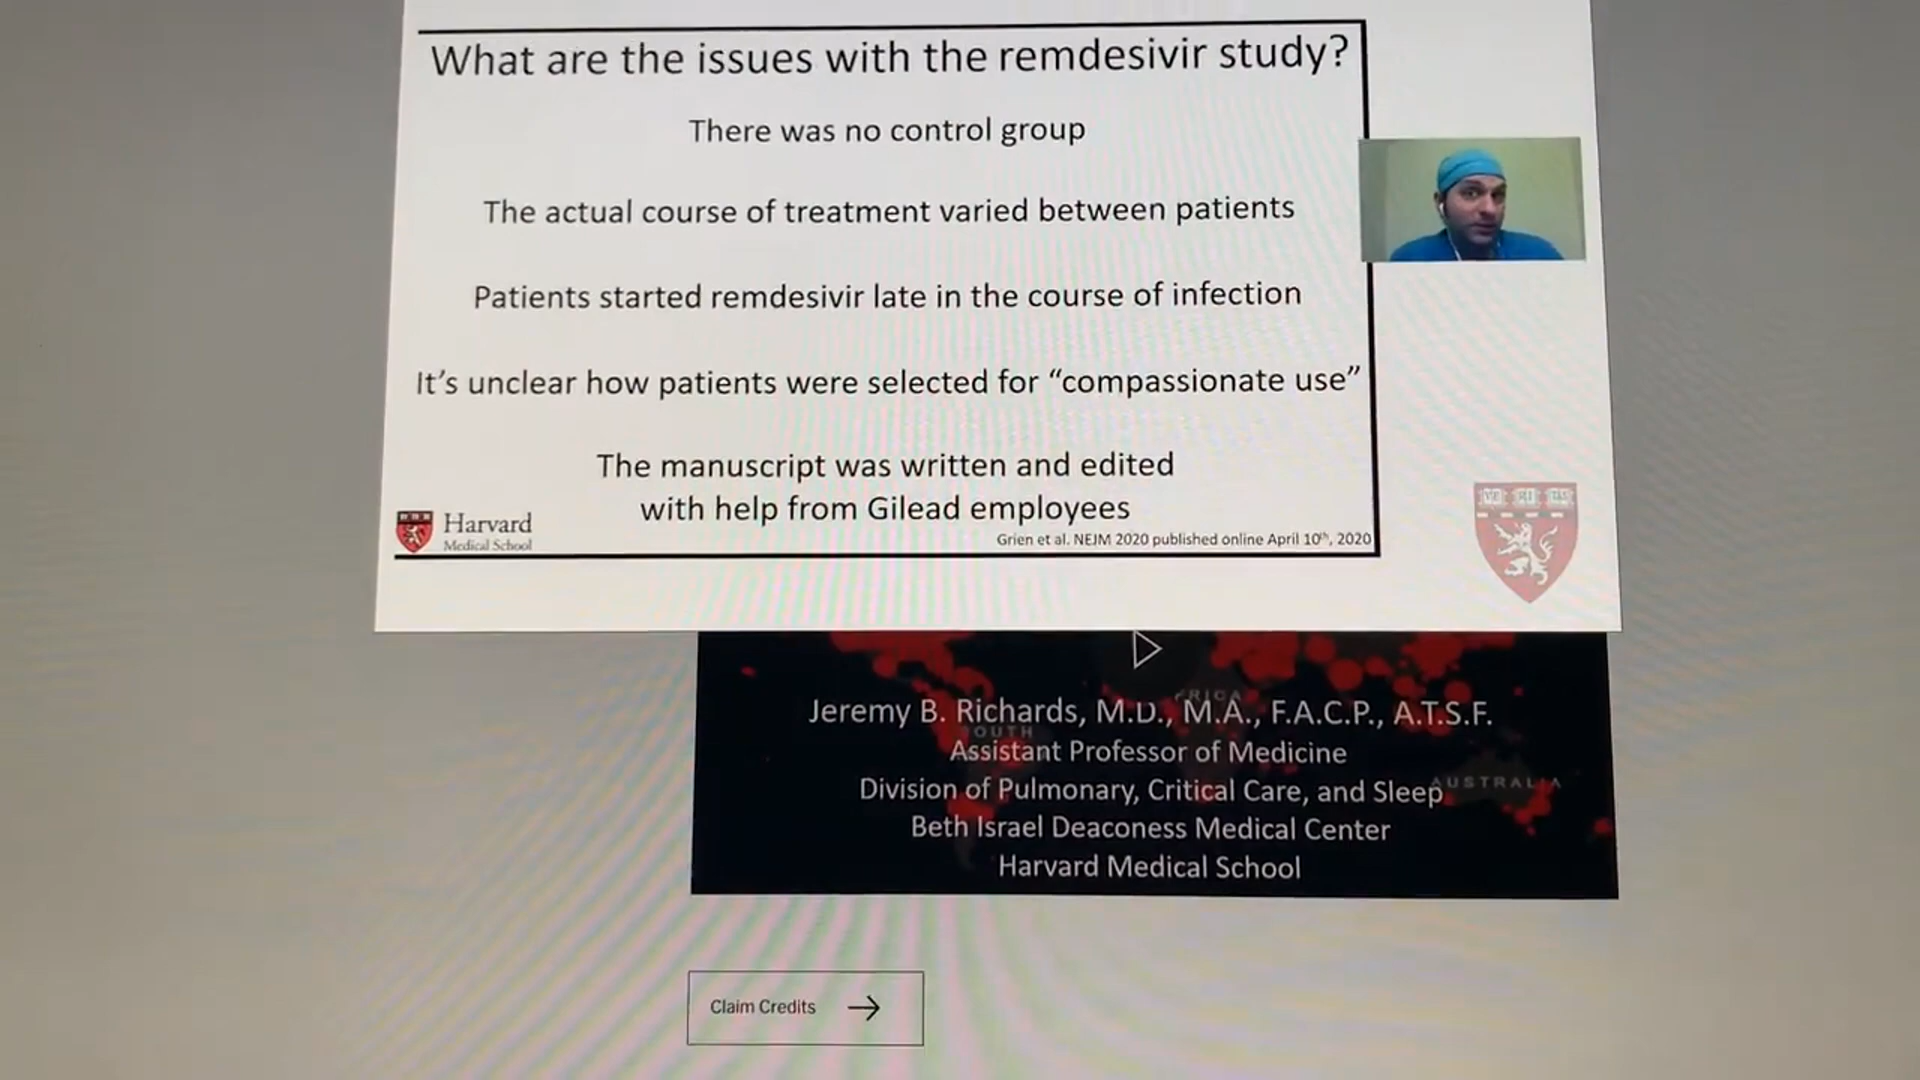 What are the issues with the remdesivir study?
There was no control group
The actual course of treatment varied between patients
Patients started remdesivir late in the course of infection
It’s unclear how patients were selected for “compassionate use”
The manuscript was written and edited
with help from Gilead employees
Harvard
Medical School
Grien et al. NEJM 2020 published online April 10th, 2020
VE RI TAS
Jeremy B. Richards, M.D., M.A., F.A.C.P., A.T.S.F.
Assistant Professor of Medicine
Division of Pulmonary, Critical Care, and Sleep
AUSTRALIA
Beth Israel Deaconess Medical Center
Harvard Medical School
Claim Credits